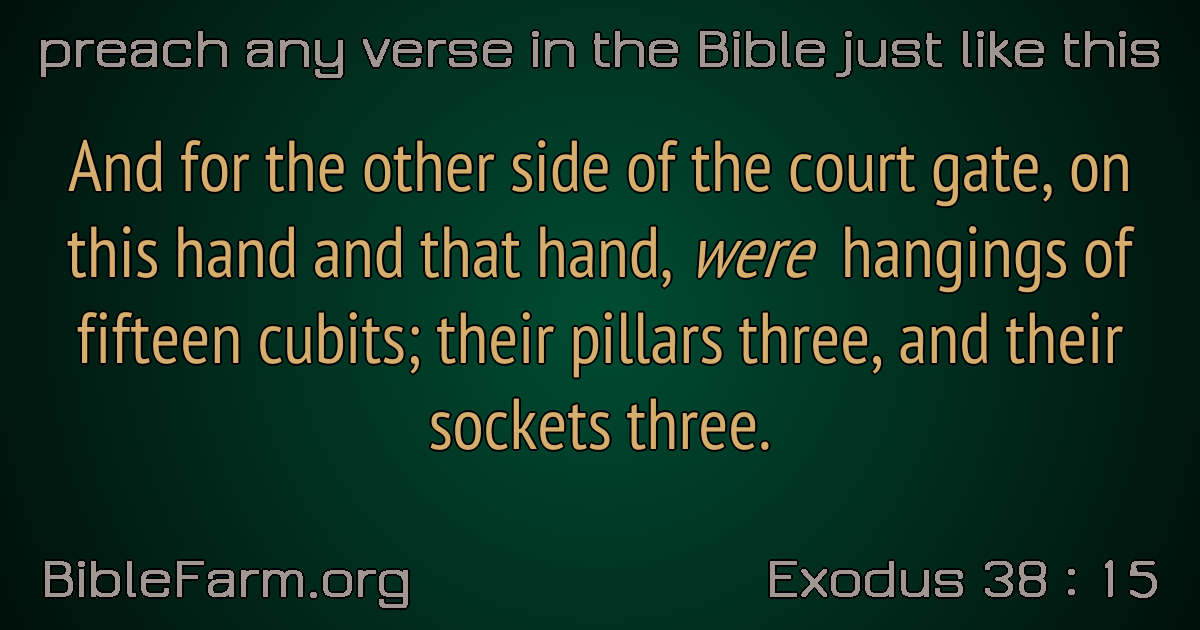 preach any verse in the Bible just like this
And for the other side of the court gate, on
this hand and that hand, were hangings of
fifteen cubits; their pillars three, and their
sockets three.
BibleFarm.org
Exodus 38 : 15